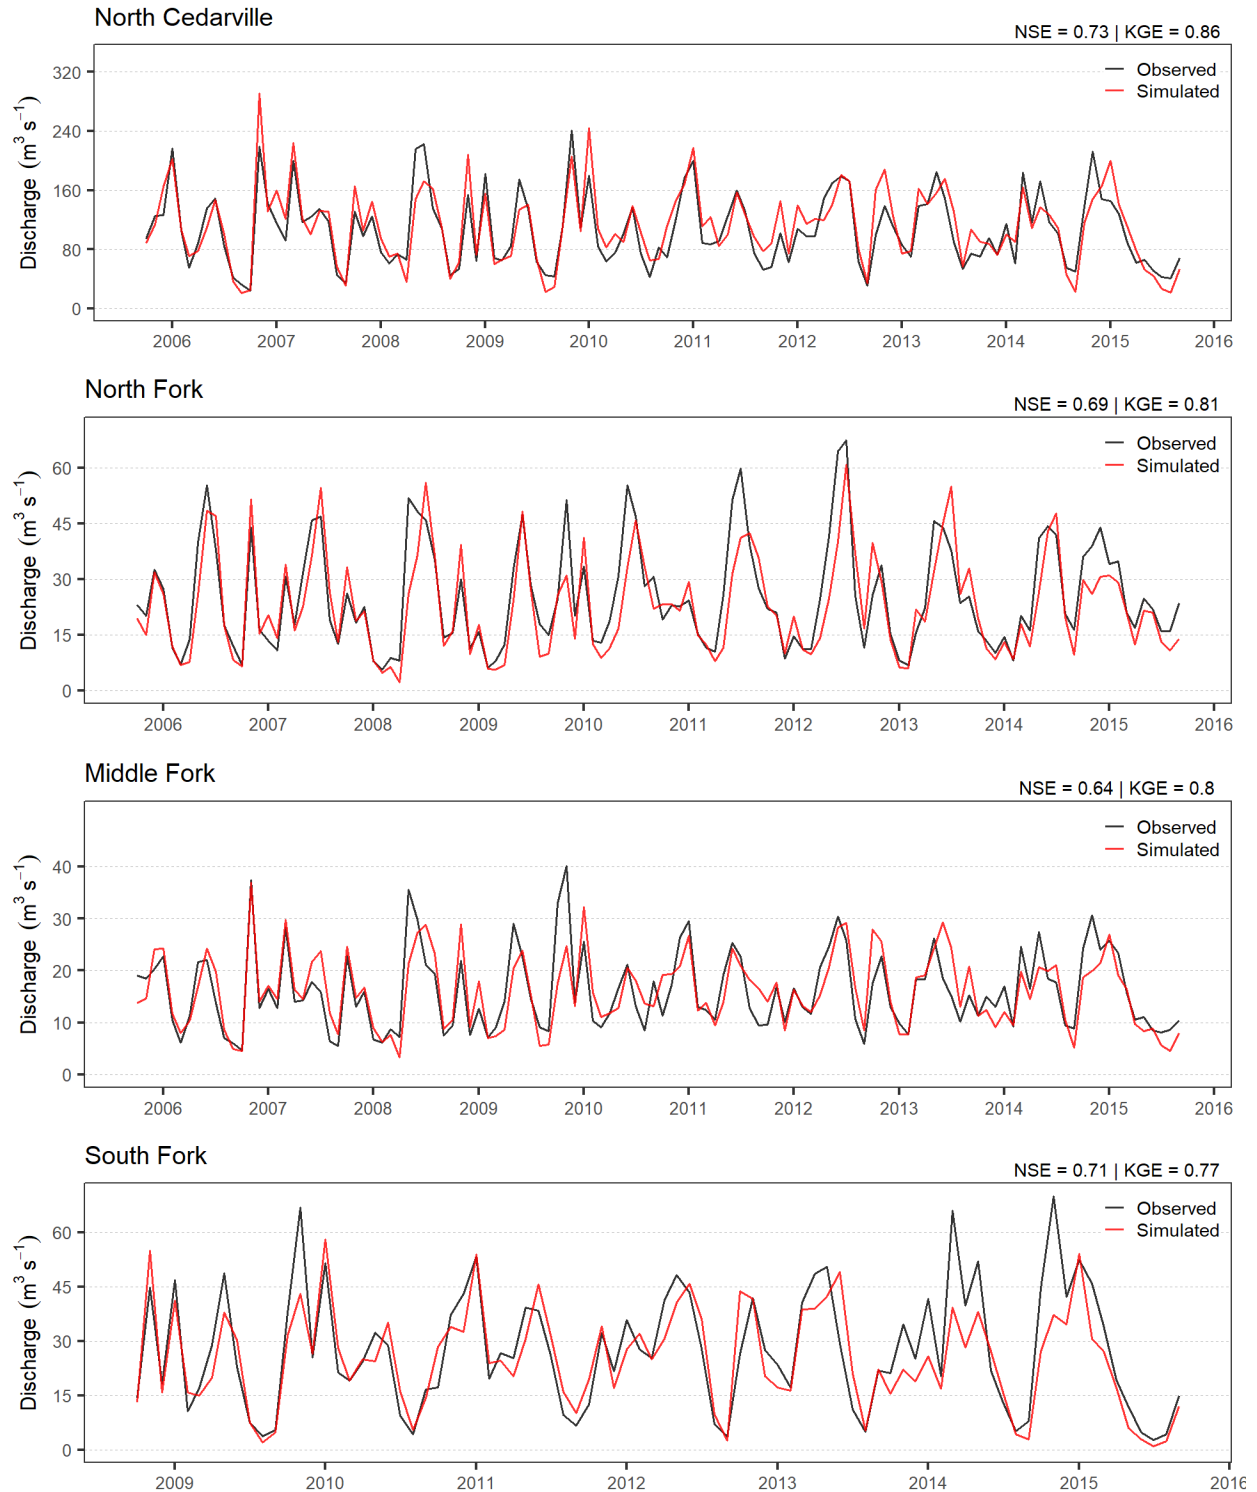 North Cedarville
NSE = 0.73 | KGE = 0.86
Observed
Simulated
Discharge (m³ s⁻¹)
320
240
160
80
0
2006 2007 2008 2009 2010 2011 2012 2013 2014 2015 2016
North Fork
NSE = 0.69 | KGE = 0.81
Observed
Simulated
Discharge (m³ s⁻¹)
60
45
30
15
0
2006 2007 2008 2009 2010 2011 2012 2013 2014 2015 2016
Middle Fork
NSE = 0.64 | KGE = 0.8
Observed
Simulated
Discharge (m³ s⁻¹)
40
30
20
10
0
2006 2007 2008 2009 2010 2011 2012 2013 2014 2015 2016
South Fork
NSE = 0.71 | KGE = 0.77
Observed
Simulated
Discharge (m³ s⁻¹)
60
45
30
15
0
2009 2010 2011 2012 2013 2014 2015 2016